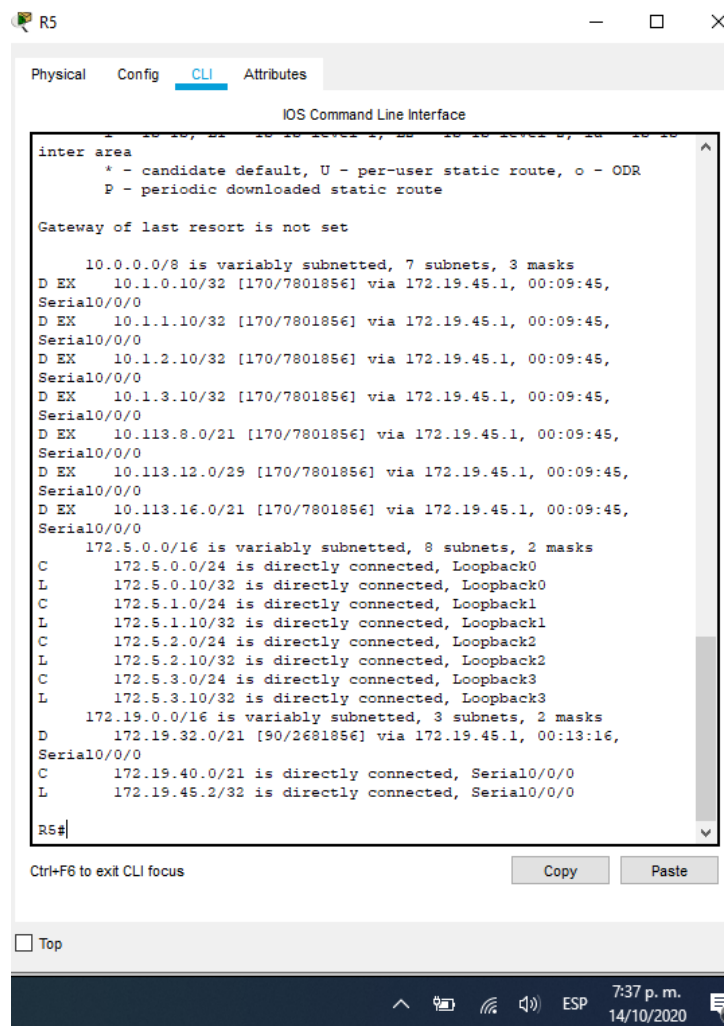 R5
Physical Config CLI Attributes
IOS Command Line Interface
inter area
* - candidate default, U - per-user static route, o - ODR
P - periodic downloaded static route
Gateway of last resort is not set
10.0.0.0/8 is variably subnetted, 7 subnets, 3 masks
D EX 10.1.0.10/32 [170/7801856] via 172.19.45.1, 00:09:45,
Serial0/0/0
D EX 10.1.1.10/32 [170/7801856] via 172.19.45.1, 00:09:45,
Serial0/0/0
D EX 10.1.2.10/32 [170/7801856] via 172.19.45.1, 00:09:45,
Serial0/0/0
D EX 10.1.3.10/32 [170/7801856] via 172.19.45.1, 00:09:45,
Serial0/0/0
D EX 10.113.8.0/21 [170/7801856] via 172.19.45.1, 00:09:45,
Serial0/0/0
D EX 10.113.12.0/29 [170/7801856] via 172.19.45.1, 00:09:45,
Serial0/0/0
D EX 10.113.16.0/21 [170/7801856] via 172.19.45.1, 00:09:45,
Serial0/0/0
172.5.0.0/16 is variably subnetted, 8 subnets, 2 masks
C 172.5.0.0/24 is directly connected, Loopback0
L 172.5.0.10/32 is directly connected, Loopback0
C 172.5.1.0/24 is directly connected, Loopback1
L 172.5.1.10/32 is directly connected, Loopback1
C 172.5.2.0/24 is directly connected, Loopback2
L 172.5.2.10/32 is directly connected, Loopback2
C 172.5.3.0/24 is directly connected, Loopback3
L 172.5.3.10/32 is directly connected, Loopback3
172.19.0.0/16 is variably subnetted, 3 subnets, 2 masks
D 172.19.32.0/21 [90/2681856] via 172.19.45.1, 00:13:16,
Serial0/0/0
C 172.19.40.0/21 is directly connected, Serial0/0/0
L 172.19.45.2/32 is directly connected, Serial0/0/0
R5#
Ctrl+F6 to exit CLI focus
Copy
Paste
Top
ESP
7:37 p. m.
14/10/2020